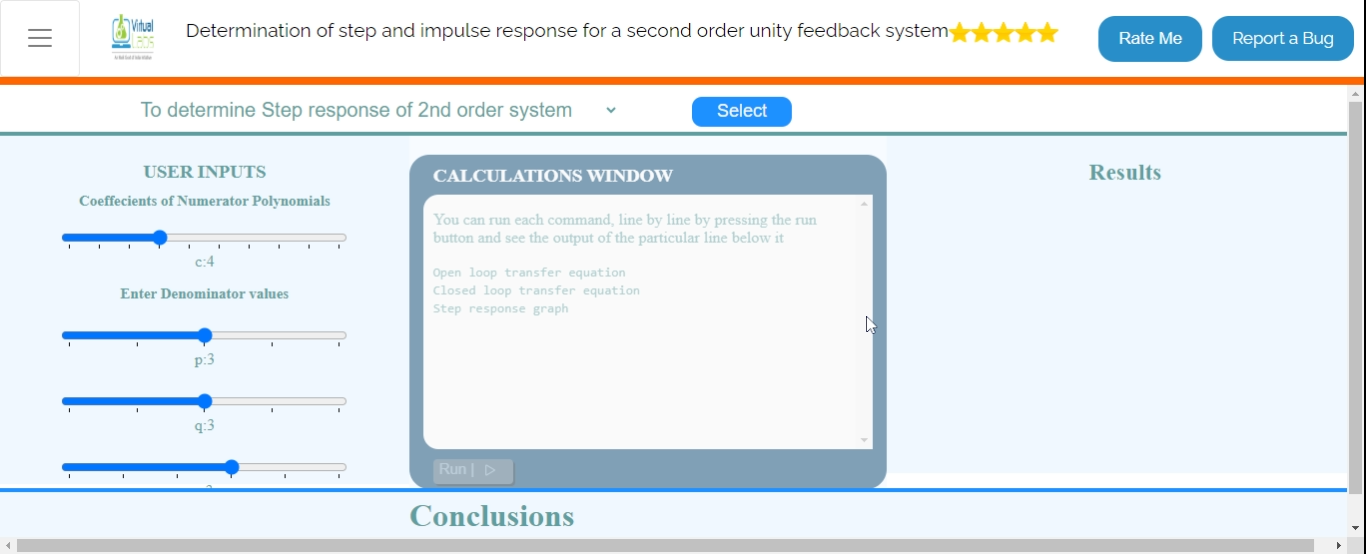 Virtual
Labs
Determination of step and impulse response for a second order unity feedback system
Rate Me
Report a Bug
To determine Step response of 2nd order system
Select
USER INPUTS
Coeffecients of Numerator Polynomials
c:4
Enter Denominator values
p:3
q:3
CALCULATIONS WINDOW
You can run each command, line by line by pressing the run
button and see the output of the particular line below it
Open loop transfer equation
Closed loop transfer equation
Step response graph
Run |
Results
Conclusions